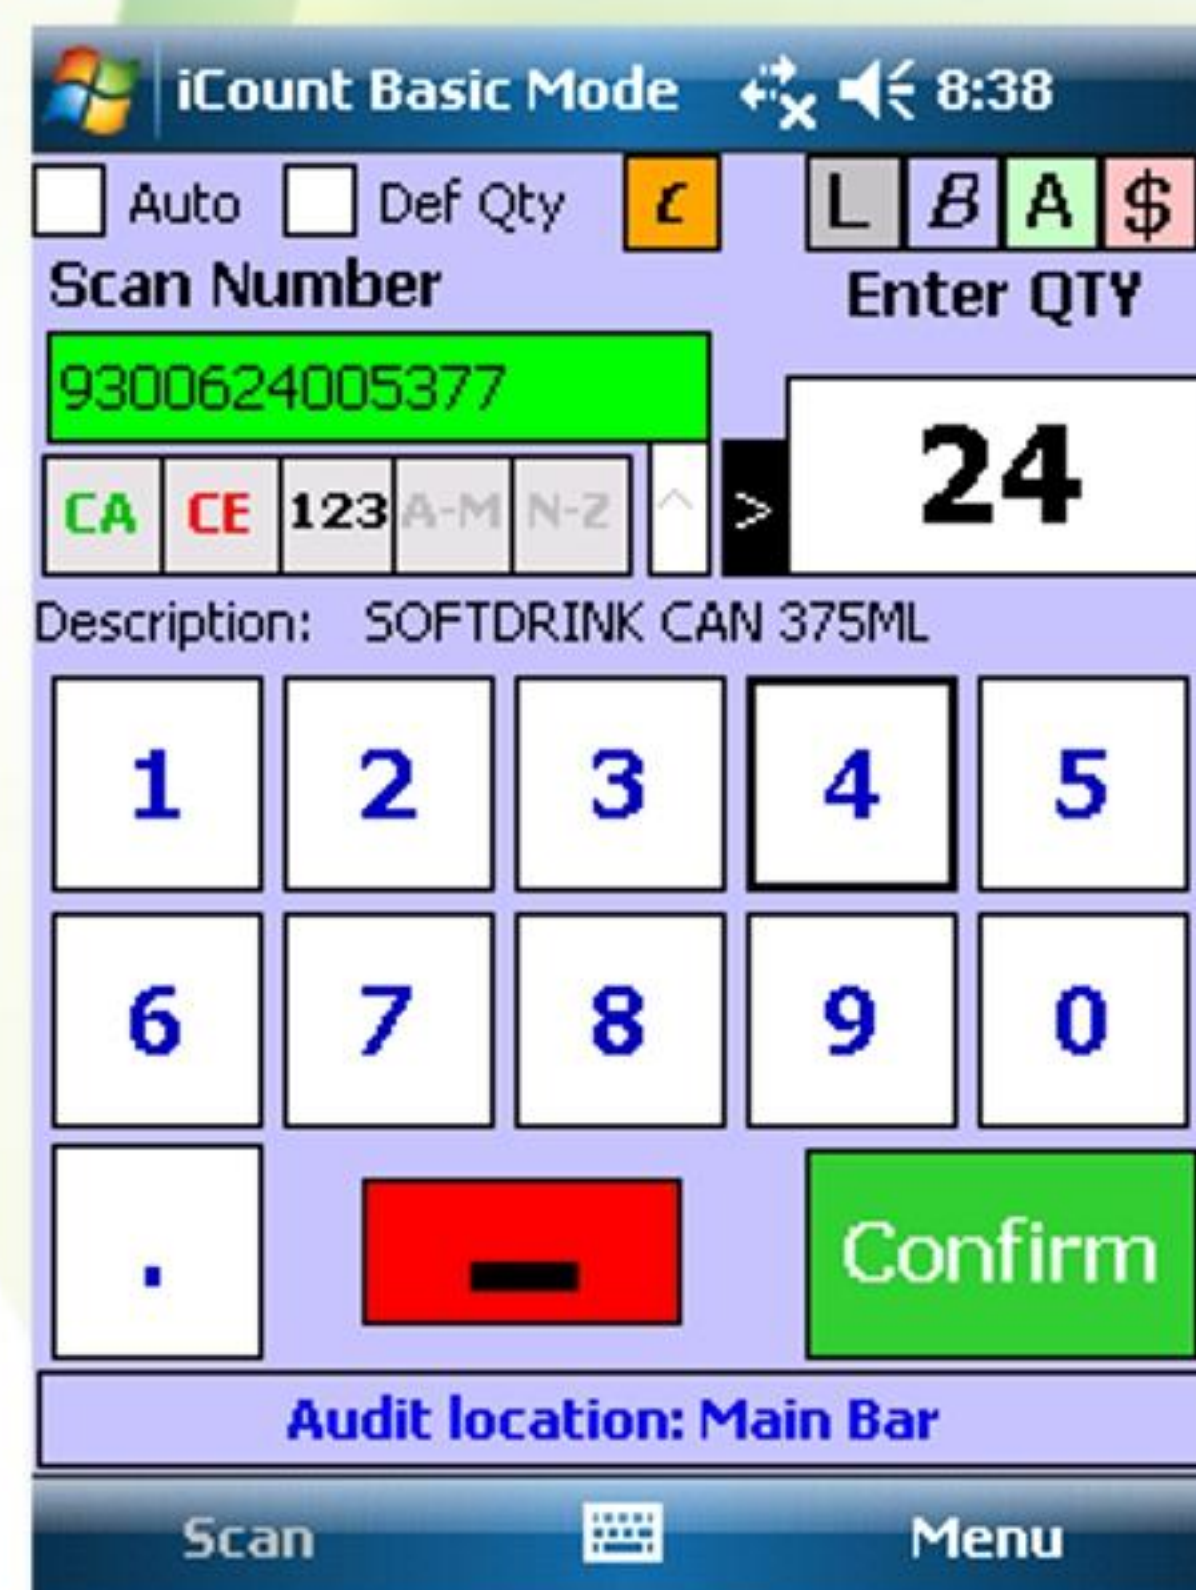 iCount Basic Mode 8:38
Auto Def Qty C L B A $
Scan Number Enter QTY
9300624005377
24
CA CE 123 A-M N-Z ^ >
Description: SOFTDRINK CAN 375ML
1 2 3 4 5
6 7 8 9 0
. - Confirm
Audit location: Main Bar
Scan Menu